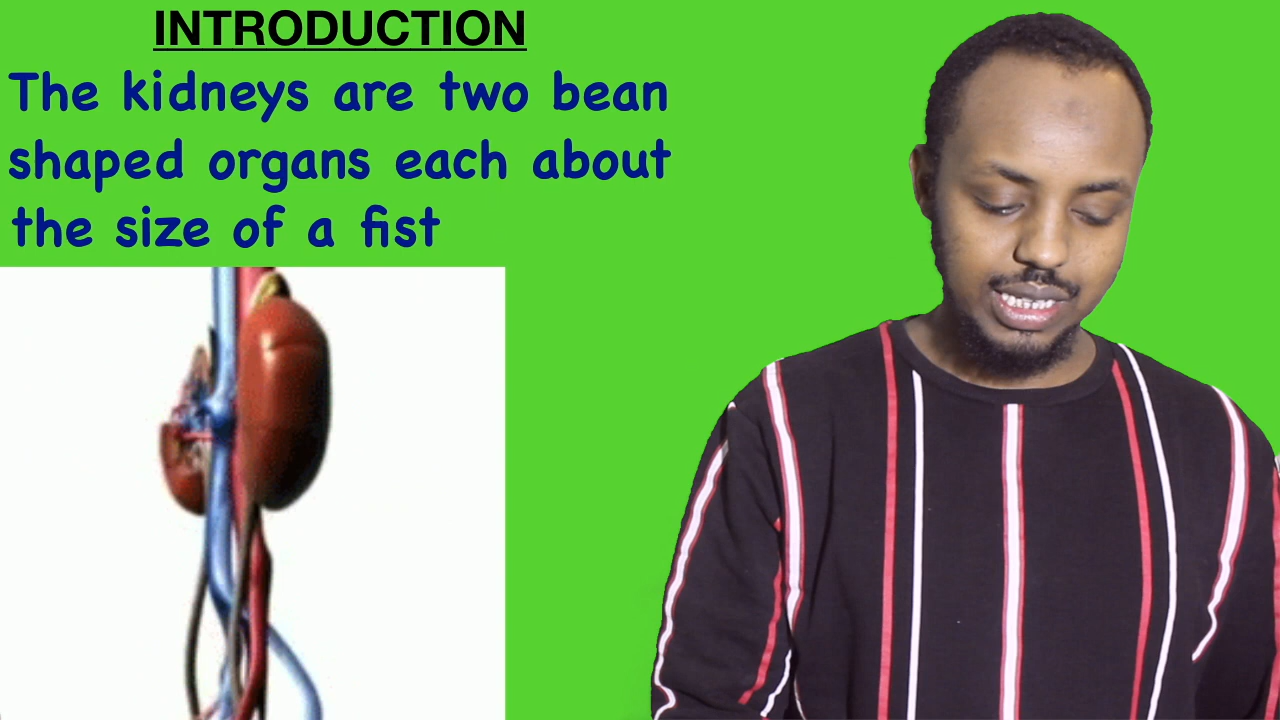 INTRODUCTION
The kidneys are two bean
shaped organs each about
the size of a fist